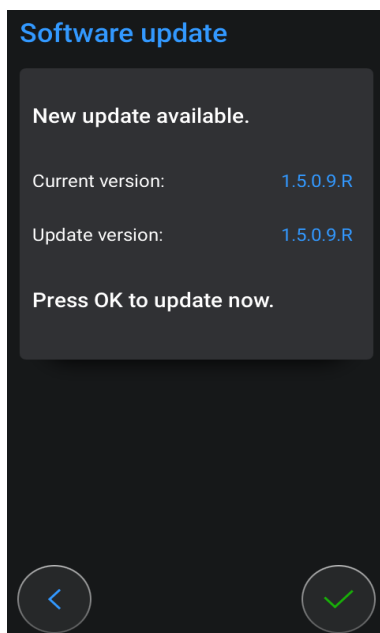 Software update
New update available.
Current version: 1.5.0.9.R
Update version: 1.5.0.9.R
Press OK to update now.